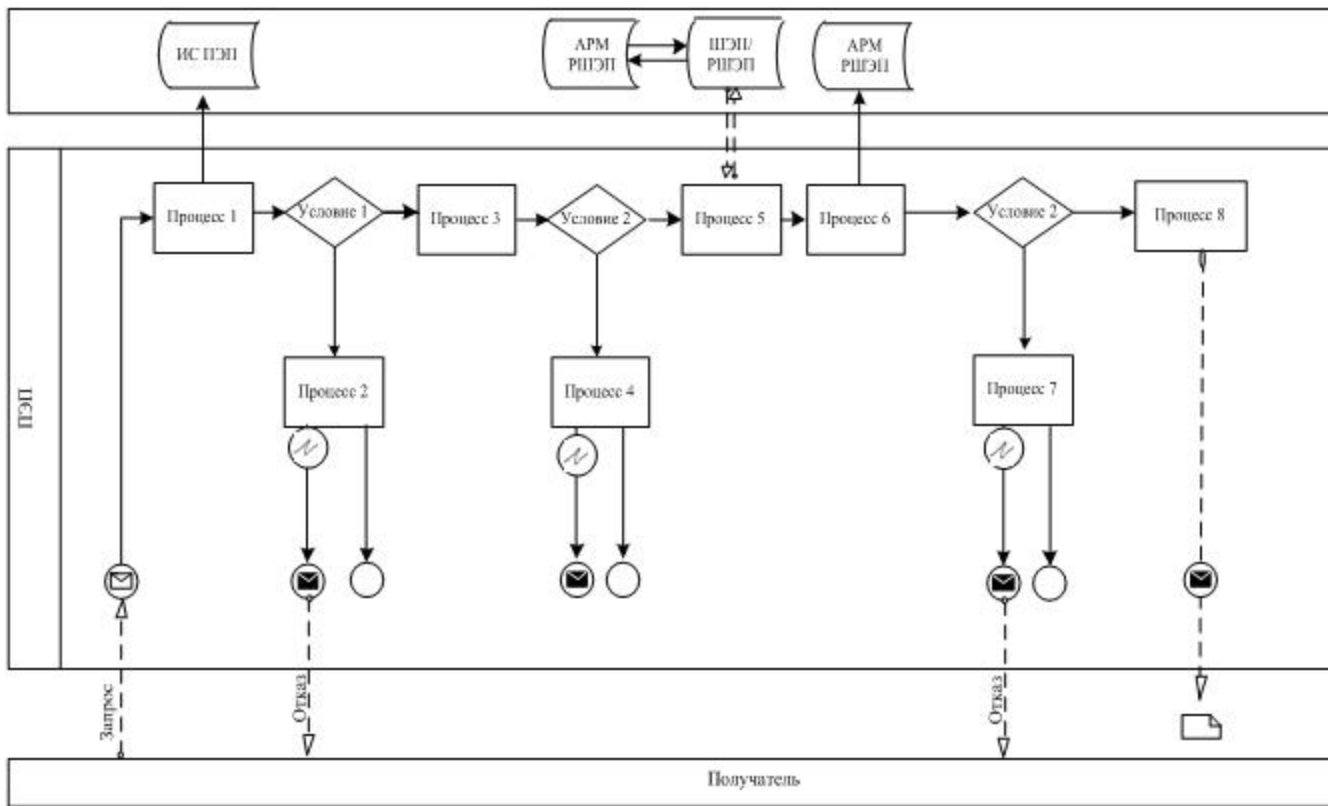 ИС ПЭП
АРМ
РШЭП
ШЭП/
РШЭП
АРМ
РШЭП
Процесс 1
Условие 1
Процесс 3
Условие 2
Процесс 5
Процесс 6
Условие 2
Процесс 8
Процесс 2
Процесс 4
Процесс 7
ПЭП
Запрос
Отказ
Отказ
Получатель